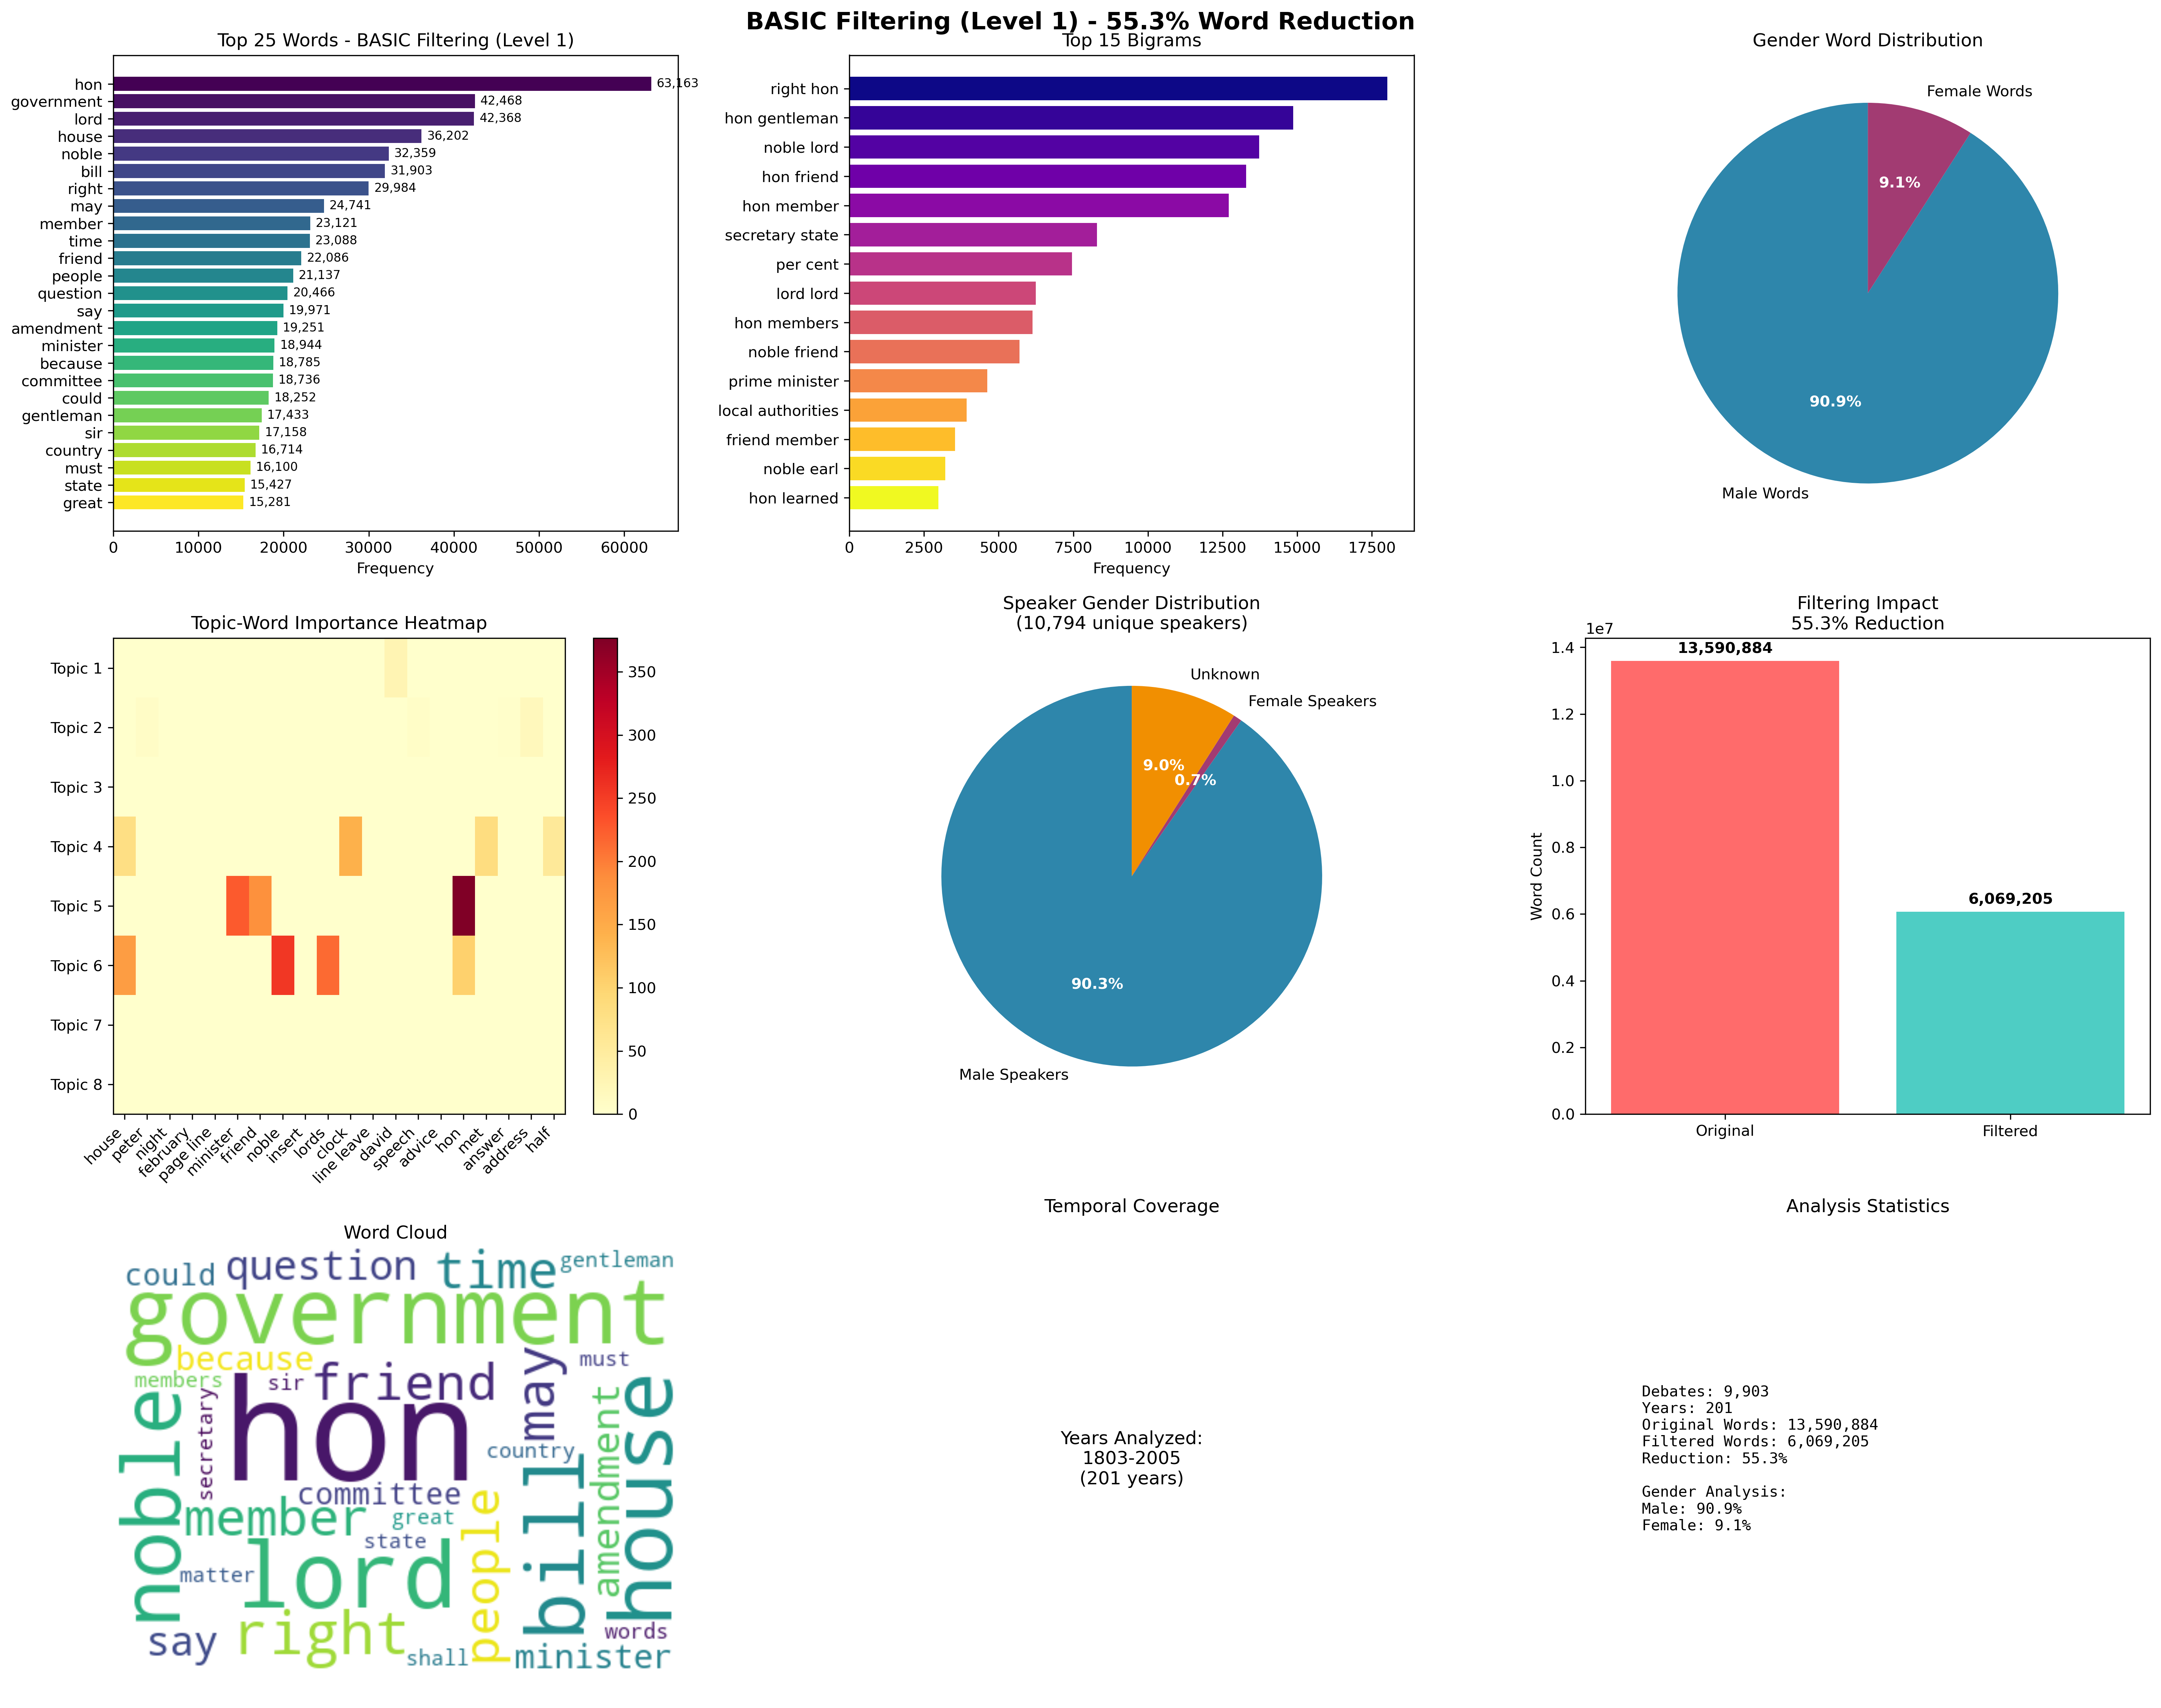 BASIC Filtering (Level 1) - 55.3% Word Reduction
Top 25 Words - BASIC Filtering (Level 1)
hon
63,163
government
42,468
lord
42,368
house
36,202
noble
32,359
bill
31,903
right
29,984
may
24,741
member
23,121
time
23,088
friend
22,086
people
21,137
question
20,466
say
19,971
amendment
19,251
minister
18,944
because
18,785
committee
18,736
could
18,252
gentleman
17,433
sir
17,158
country
16,714
must
16,100
state
15,427
great
15,281
0 10000 20000 30000 40000 50000 60000
Frequency
Top 15 Bigrams
right hon
hon gentleman
noble lord
hon friend
hon member
secretary state
per cent
lord lord
hon members
noble friend
prime minister
local authorities
friend member
noble earl
hon learned
0 2500 5000 7500 10000 12500 15000 17500
Frequency
Gender Word Distribution
Female Words
9.1%
90.9%
Male Words
Topic-Word Importance Heatmap
Topic 1
Topic 2
Topic 3
Topic 4
Topic 5
Topic 6
Topic 7
Topic 8
house
peter
night
february
page line
minister
friend
noble
insert
lords
clock
line leave
david
speech
advice
hon
met
answer
address
half
350
300
250
200
150
100
50
0
Speaker Gender Distribution
(10,794 unique speakers)
Unknown
Female Speakers
9.0%
0.7%
90.3%
Male Speakers
Filtering Impact
55.3% Reduction
1e7
1.4
1.2
1.0
0.8
0.6
0.4
0.2
0.0
Word Count
13,590,884
6,069,205
Original
Filtered
Word Cloud
could
question
time
gentleman
government
because
may
must
members
sir
friend
noble
secretary
hon
country
amendment
house
committee
member
great
people
bill
state
matter
lord
say
right
shall
words
minister
Temporal Coverage
Years Analyzed:
1803-2005
(201 years)
Analysis Statistics
Debates: 9,903
Years: 201
Original Words: 13,590,884
Filtered Words: 6,069,205
Reduction: 55.3%
Gender Analysis:
Male: 90.9%
Female: 9.1%